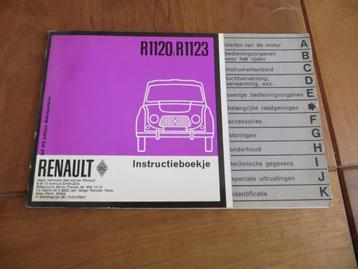 R1120, R1123
Instructieboekje
RENAULT
starten van de motor A
bedieningsorganen B
voor het rijden
instrumentenbord C
luchtverversing, D
verwarming, enz.
overige bedieningsorganen E
belangrijke raadgevingen
accessoires F
storingen G
onderhoud H
technische gegevens I
speciale uitrustingen J
identificatie K